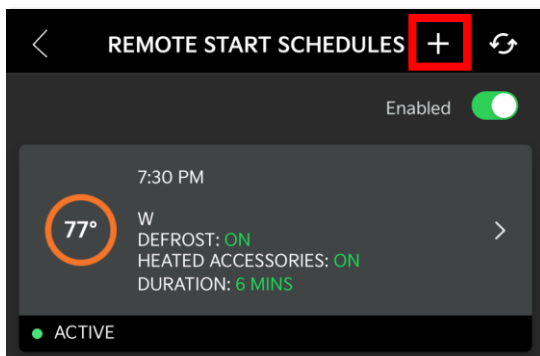 REMOTE START SCHEDULES
Enabled
7:30 PM
77°
W
DEFROST: ON
HEATED ACCESSORIES: ON
DURATION: 6 MINS
ACTIVE